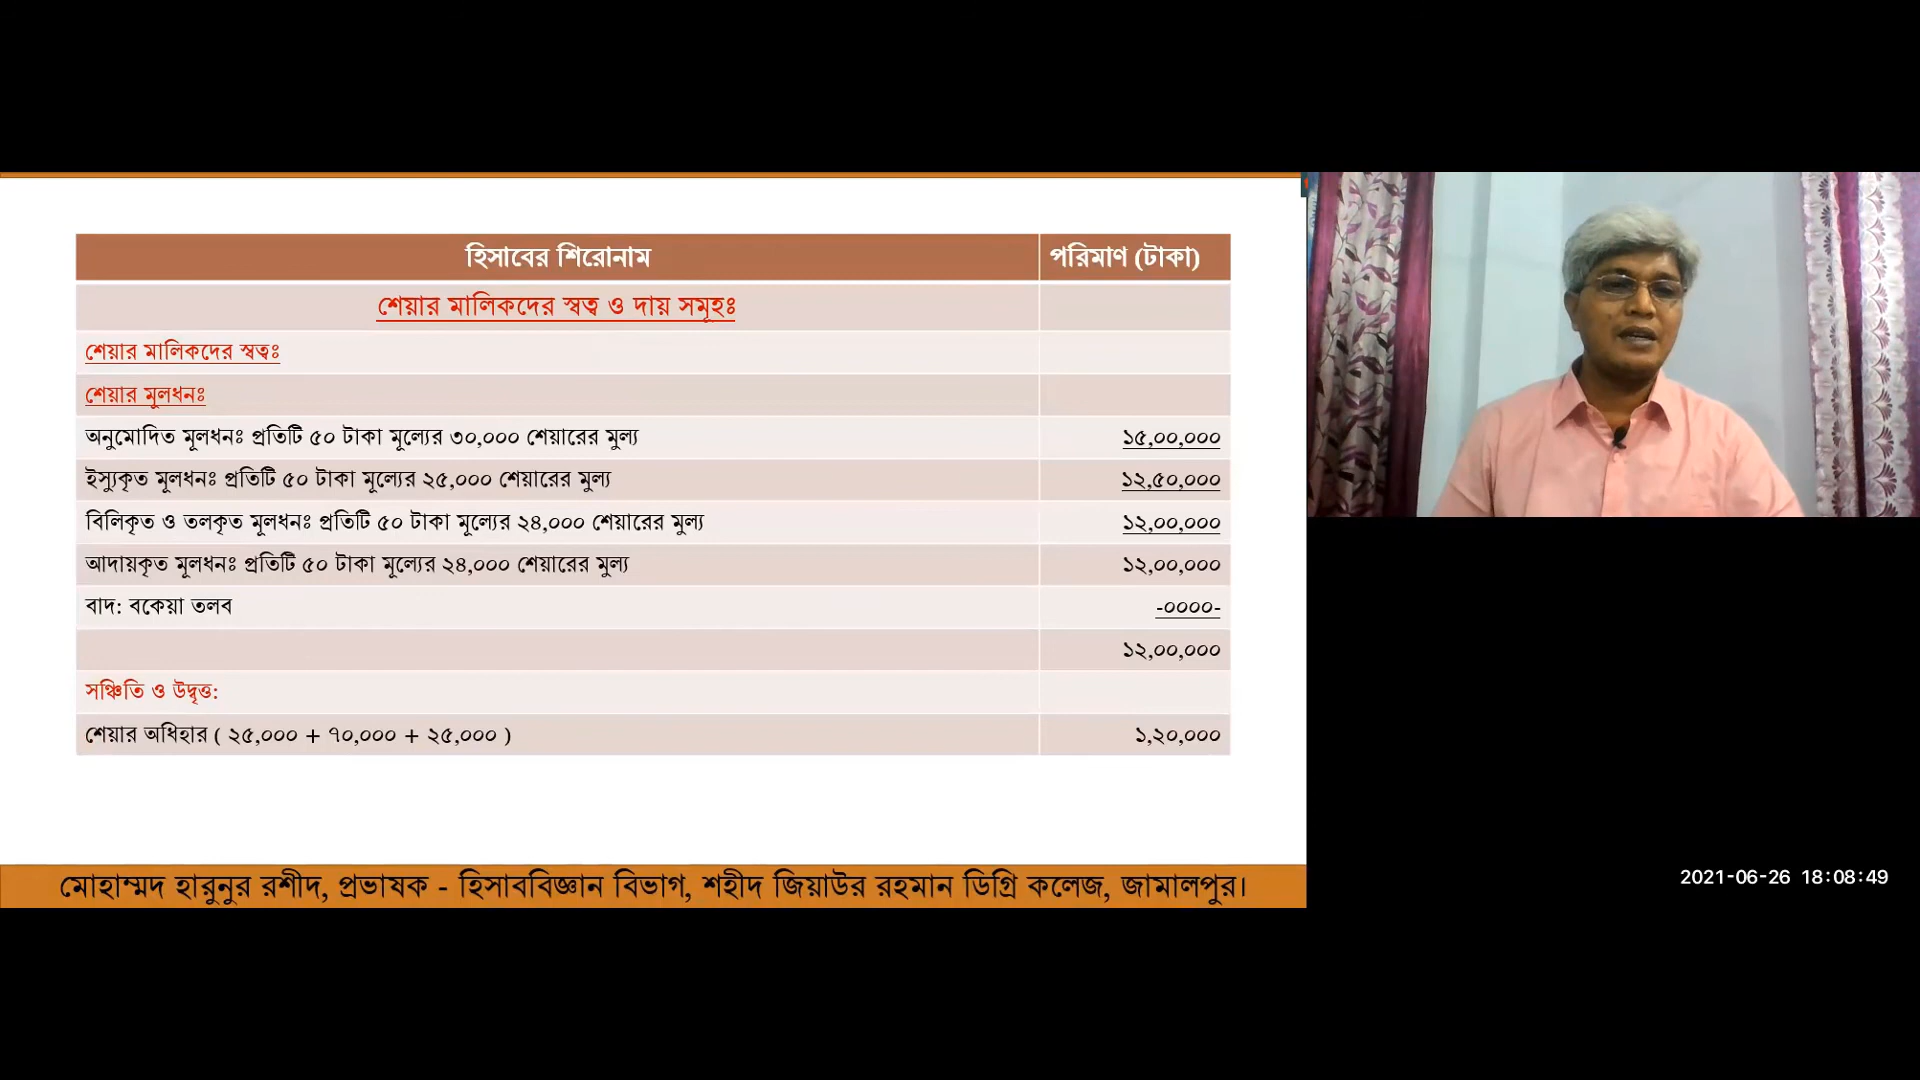 হিসাবের শিরোনাম পরিমাণ (টাকা)
শেয়ার মালিকদের স্বত্ব ও দায় সমূহঃ
শেয়ার মালিকদের স্বত্বঃ
শেয়ার মুলধনঃ
অনুমোদিত মূলধনঃ প্রতিটি ৫০ টাকা মূল্যের ৩০,০০০ শেয়ারের মুল্য ১৫,০০,০০০
ইস্যুকৃত মূলধনঃ প্রতিটি ৫০ টাকা মূল্যের ২৫,০০০ শেয়ারের মুল্য ১২,৫০,০০০
বিলিকৃত ও তলকৃত মূলধনঃ প্রতিটি ৫০ টাকা মূল্যের ২৪,০০০ শেয়ারের মুল্য ১২,০০,০০০
আদায়কৃত মূলধনঃ প্রতিটি ৫০ টাকা মূল্যের ২৪,০০০ শেয়ারের মুল্য ১২,০০,০০০
বাদ: বকেয়া তলব -০০০০-
১২,০০,০০০
সঞ্চিতি ও উদ্বৃত্ত:
শেয়ার অধিহার ( ২৫,০০০ + ৭০,০০০ + ২৫,০০০ ) ১,২০,০০০
মোহাম্মদ হারুনুর রশীদ, প্রভাষক - হিসাববিজ্ঞান বিভাগ, শহীদ জিয়াউর রহমান ডিগ্রি কলেজ, জামালপুর।
2021-06-26 18:08:49